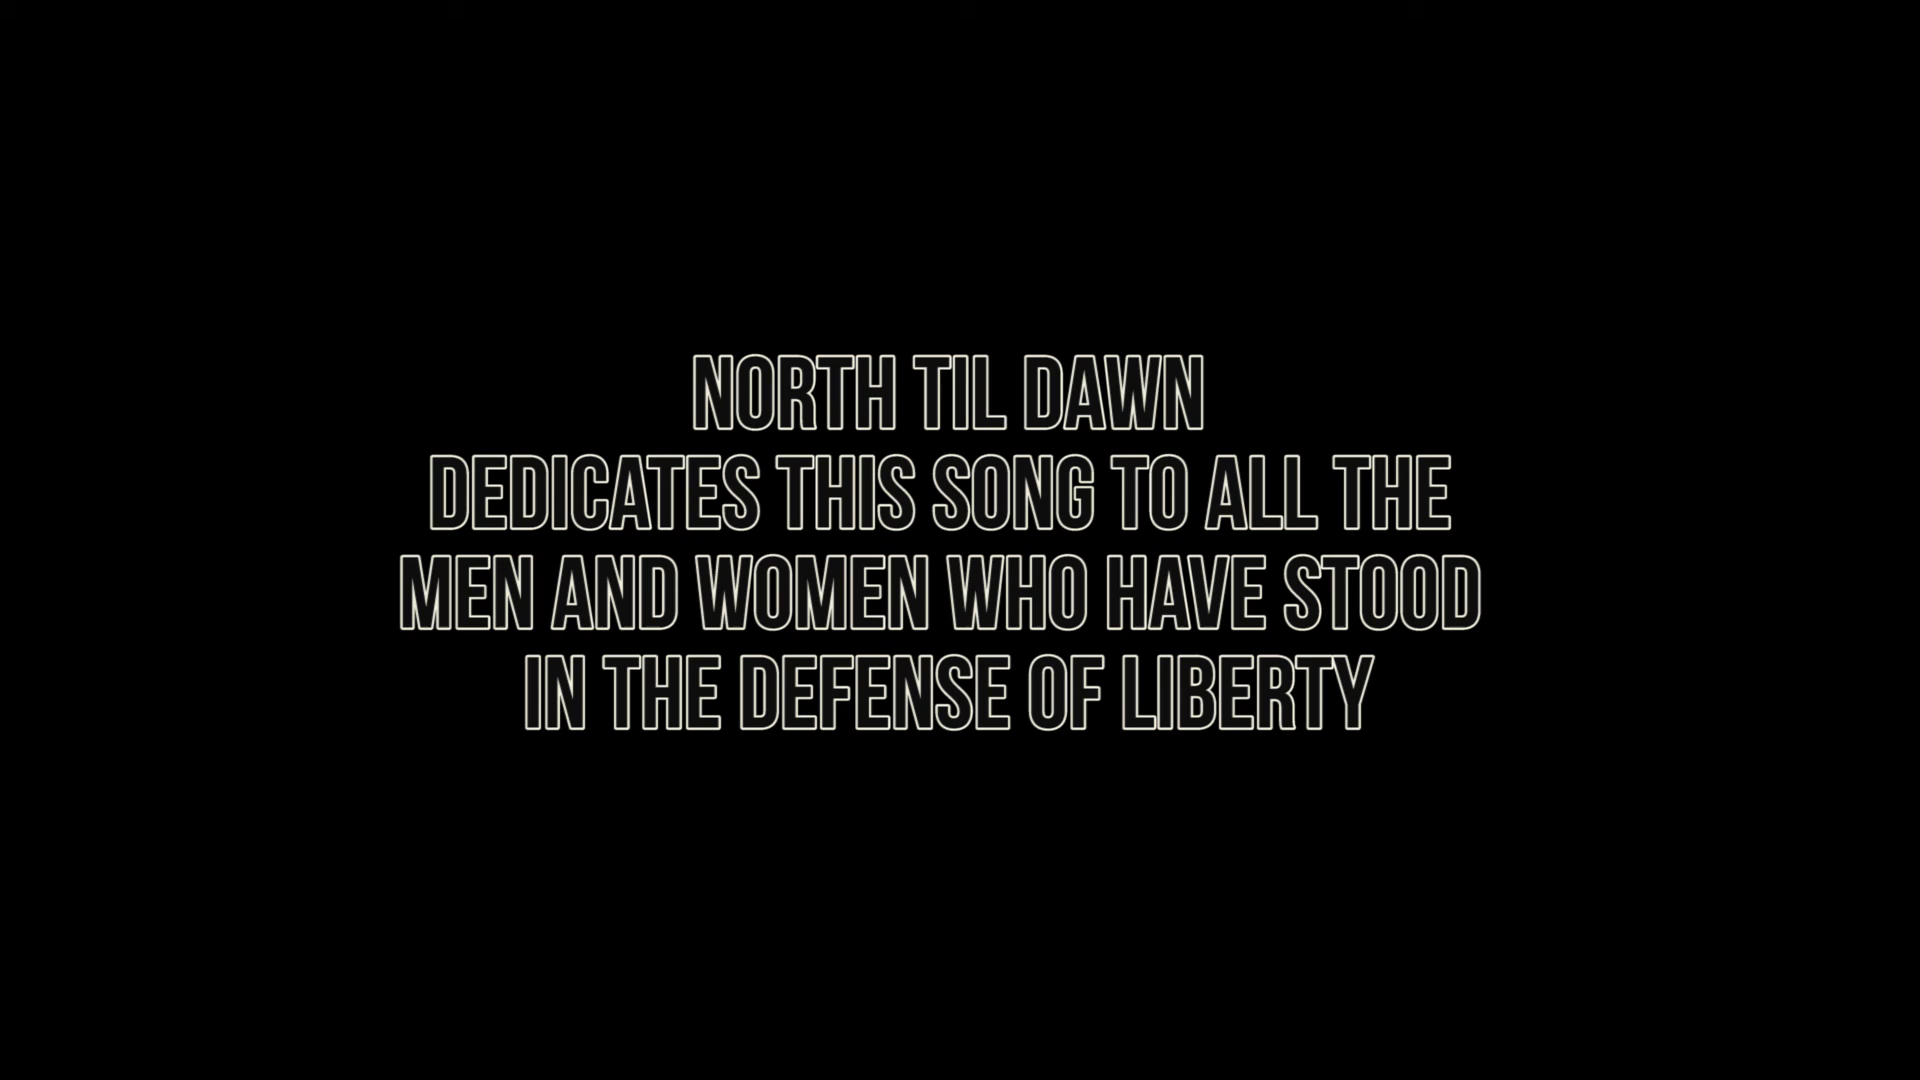 NORTH TIL DAWN
DEDICATES THIS SONG TO ALL THE
MEN AND WOMEN WHO HAVE STOOD
IN THE DEFENSE OF LIBERTY